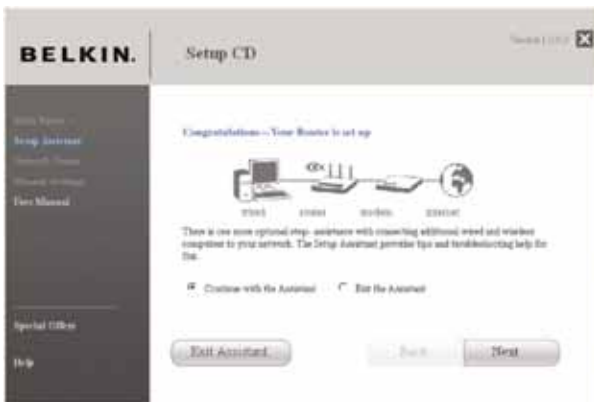 BELKIN.
Setup CD
Setup Assistant
User Manual
Special Offers
Help
Congratulations – Your Router is set up
wired router modem internet
There is one more optional step- assistance with connecting additional wired and wireless
computers to your network. The Setup Assistant provides tips and troubleshooting help for
this.
Continue with the Assistant Exit the Assistant
Exit Assistant Back Next